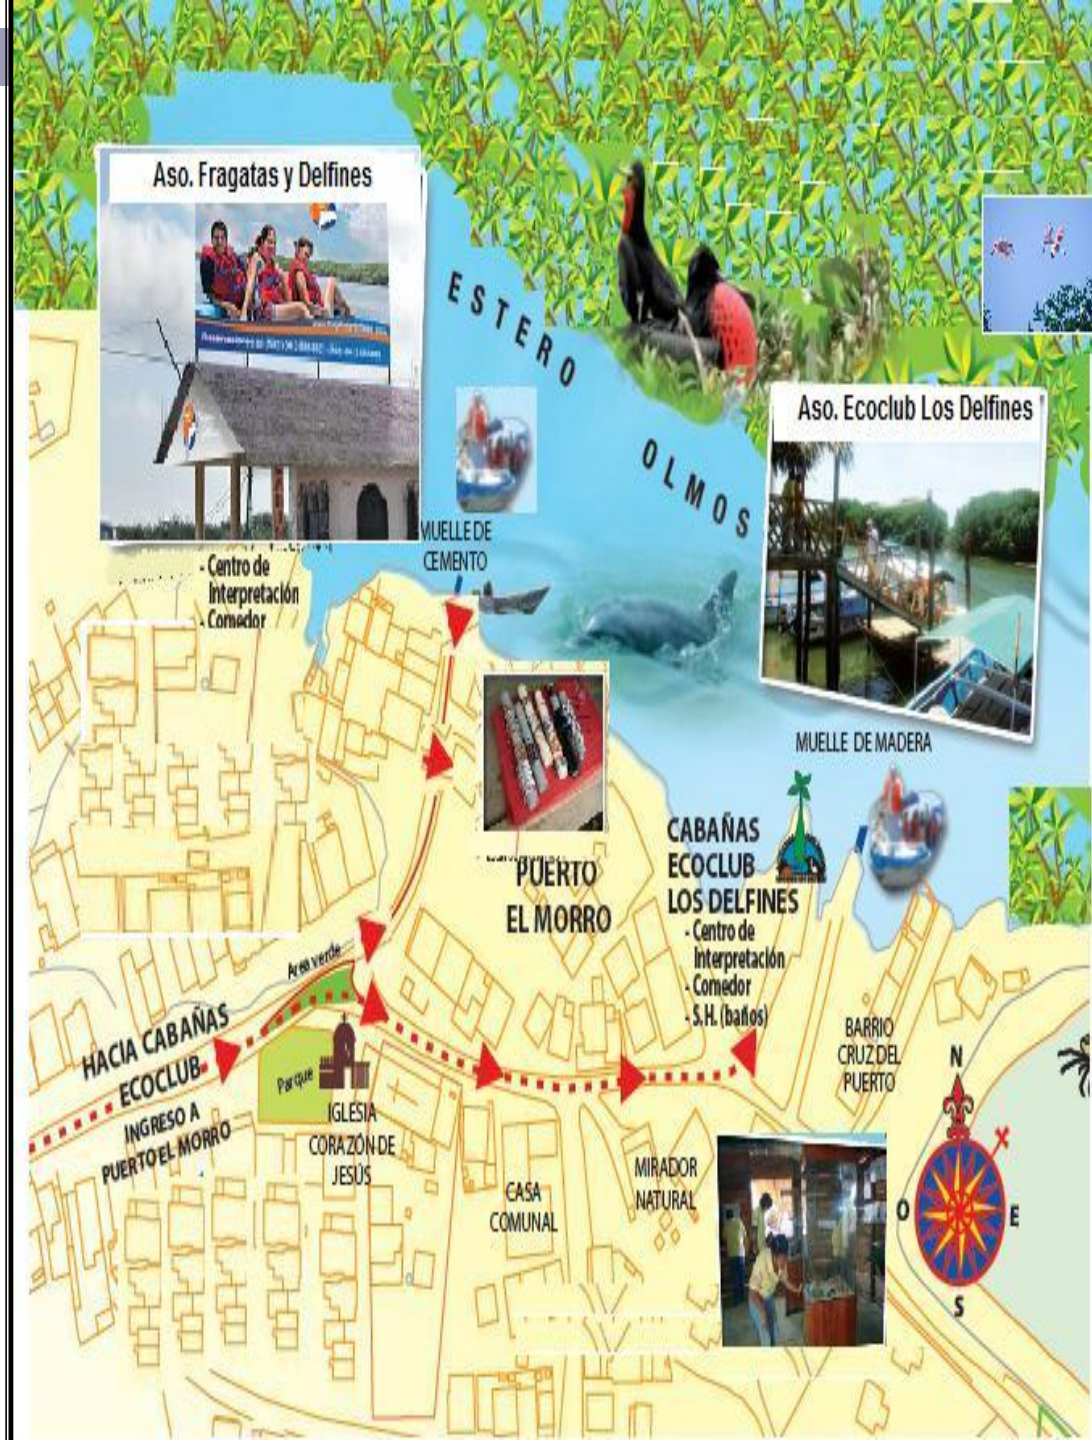 Aso. Fragatas y Delfines
ESTERO
OLMOS
Aso. Ecoclub Los Delfines
MUELLE DE
CEMENTO
- Centro de
Interpretación
- Comedor
MUELLE DE MADERA
PUERTO
EL MORRO
CABAÑAS
ECOCLUB
LOS DELFINES
- Centro de
Interpretación
- Comedor
- S.H. (baños)
Area verde
HACIA CABAÑAS
ECOCLUB
INGRESO A
PUERTO EL MORRO
Parque
IGLESIA
CORAZÓN DE
JESÚS
CASA
COMUNAL
MIRADOR
NATURAL
BARRIO
CRUZ DEL
PUERTO
N
O
E
S